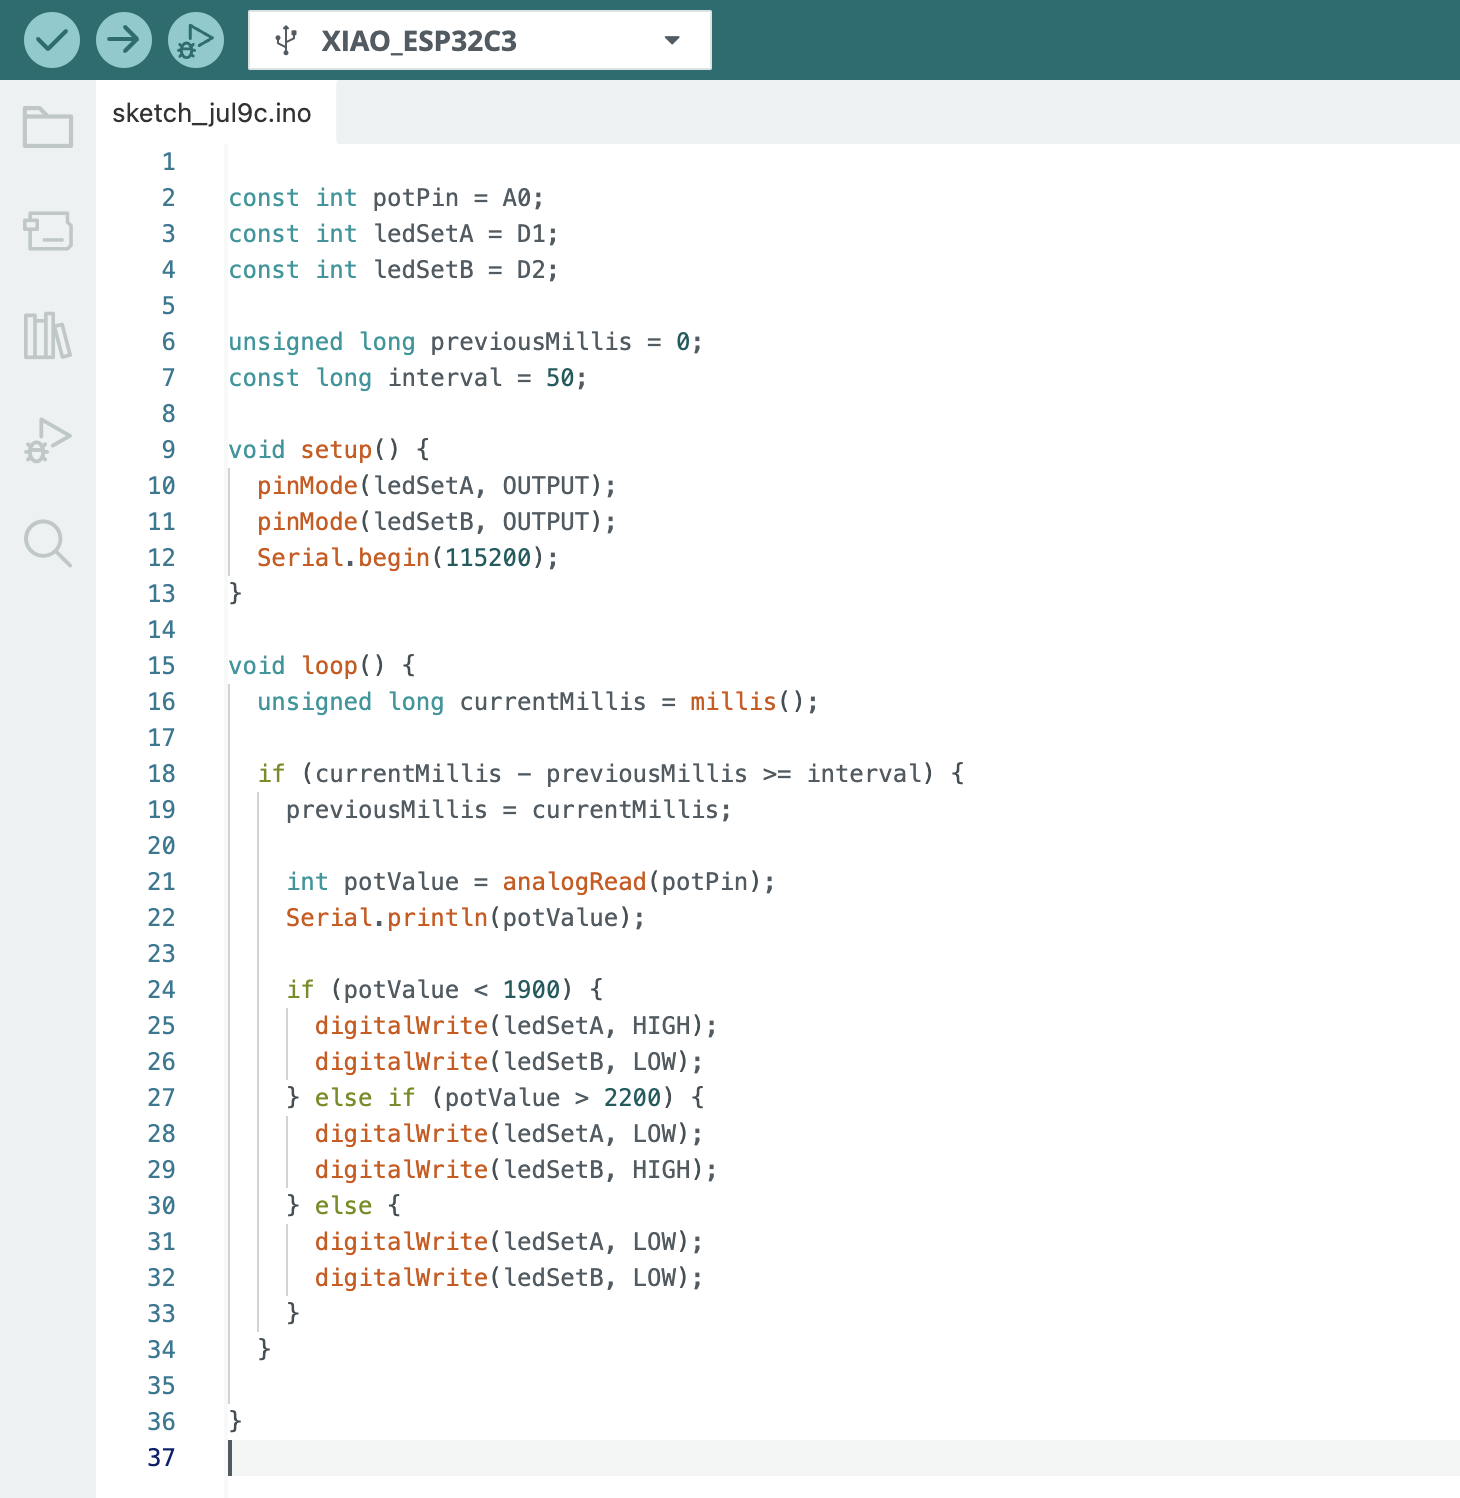 XIAO_ESP32C3
sketch_jul9c.ino
1
2 const int potPin = A0;
3 const int ledSetA = D1;
4 const int ledSetB = D2;
5
6 unsigned long previousMillis = 0;
7 const long interval = 50;
8
9 void setup() {
10 pinMode(ledSetA, OUTPUT);
11 pinMode(ledSetB, OUTPUT);
12 Serial.begin(115200);
13 }
14
15 void loop() {
16 unsigned long currentMillis = millis();
17
18 if (currentMillis - previousMillis >= interval) {
19 previousMillis = currentMillis;
20
21 int potValue = analogRead(potPin);
22 Serial.println(potValue);
23
24 if (potValue < 1900) {
25 digitalWrite(ledSetA, HIGH);
26 digitalWrite(ledSetB, LOW);
27 } else if (potValue > 2200) {
28 digitalWrite(ledSetA, LOW);
29 digitalWrite(ledSetB, HIGH);
30 } else {
31 digitalWrite(ledSetA, LOW);
32 digitalWrite(ledSetB, LOW);
33 }
34 }
35
36 }
37